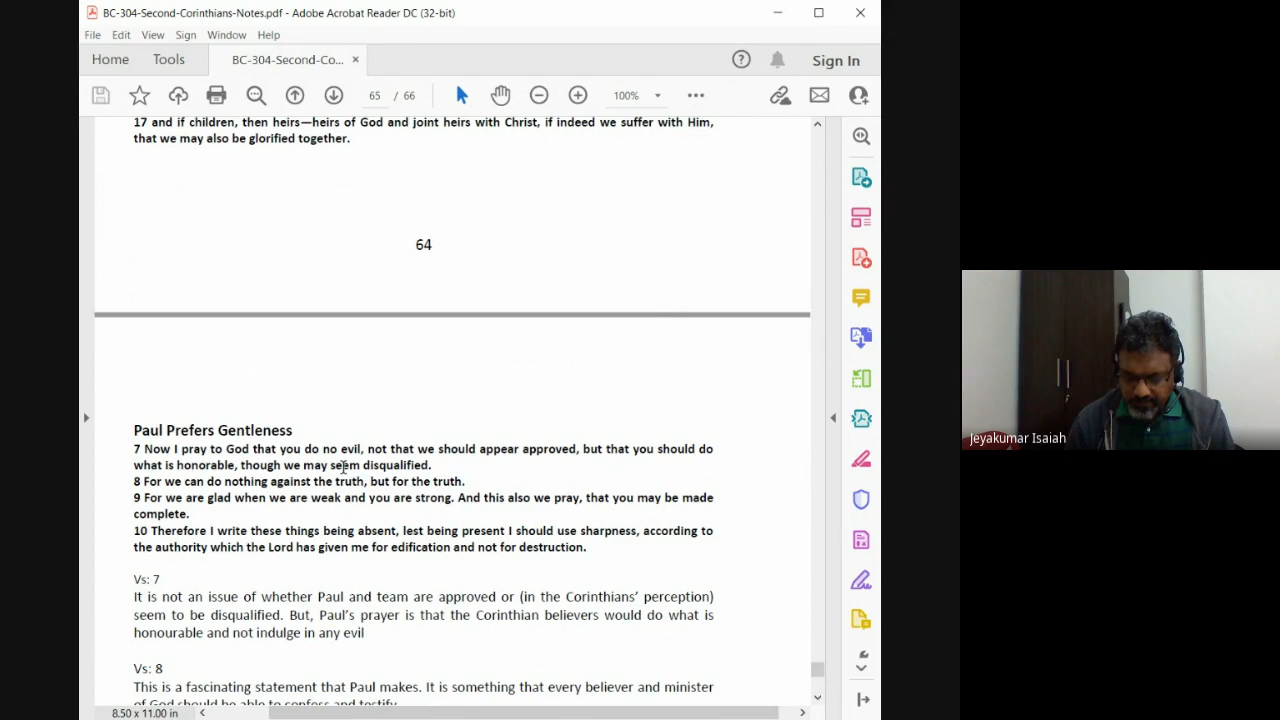 BC-304-Second-Corinthians-Notes.pdf - Adobe Acrobat Reader DC (32-bit)
File Edit View Sign Window Help
Home Tools BC-304-Second-Co... × Sign In
65 / 66 100%
17 and if children, then heirs—heirs of God and joint heirs with Christ, if indeed we suffer with Him,
that we may also be glorified together.
64
Paul Prefers Gentleness
7 Now I pray to God that you do no evil, not that we should appear approved, but that you should do
what is honorable, though we may seem disqualified.
8 For we can do nothing against the truth, but for the truth.
9 For we are glad when we are weak and you are strong. And this also we pray, that you may be made
complete.
10 Therefore I write these things being absent, lest being present I should use sharpness, according to
the authority which the Lord has given me for edification and not for destruction.
Vs: 7
It is not an issue of whether Paul and team are approved or (in the Corinthians’ perception)
seem to be disqualified. But, Paul’s prayer is that the Corinthian believers would do what is
honourable and not indulge in any evil
Vs: 8
This is a fascinating statement that Paul makes. It is something that every believer and minister
of God should be able to confess and testify
8.50 x 11.00 in
Jeyakumar Isaiah